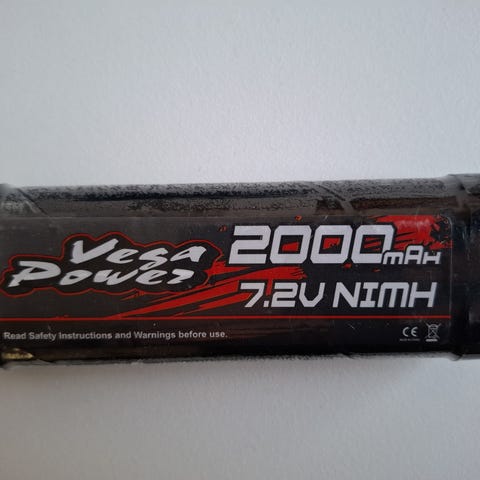 Vega
Power
2000mAh
7.2V NiMH
Read Safety Instructions and Warnings before use.
CE